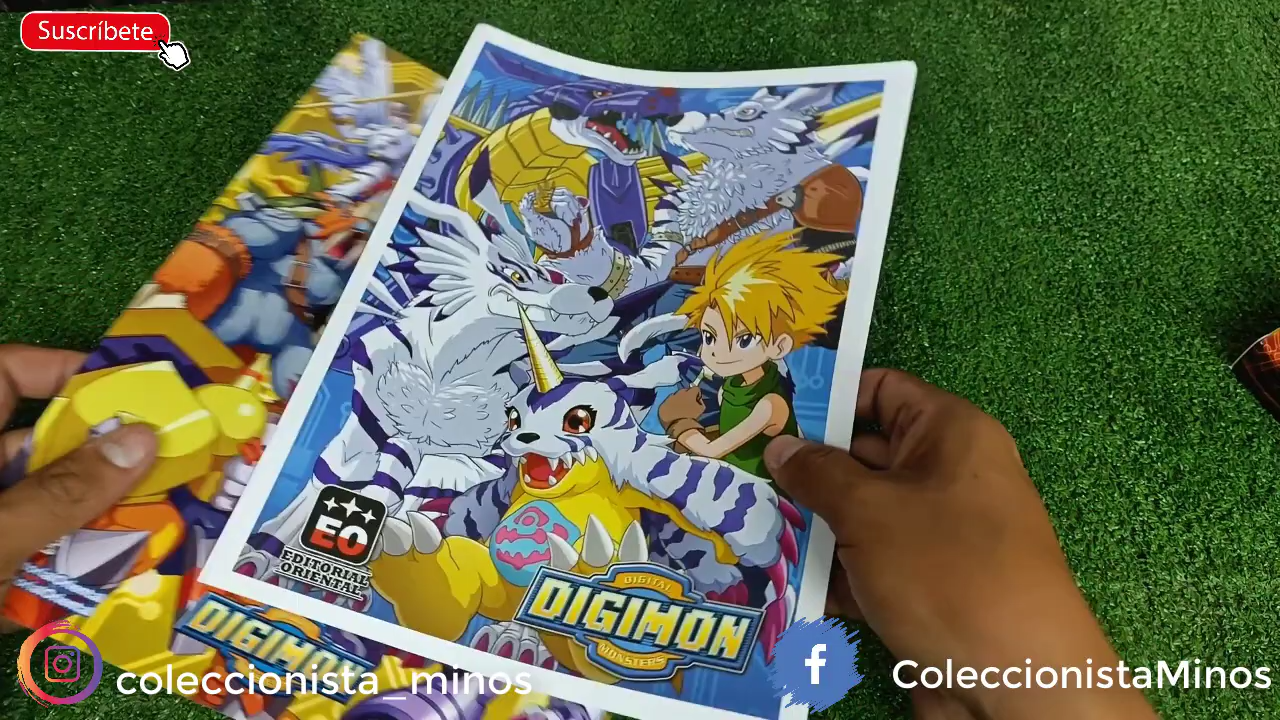 Suscríbete
EO
EDITORIAL
ORIENTAL
DIGITAL
DIGIMON
MONSTERS
DIGIMON
coleccionista_minos
f
ColeccionistaMinos